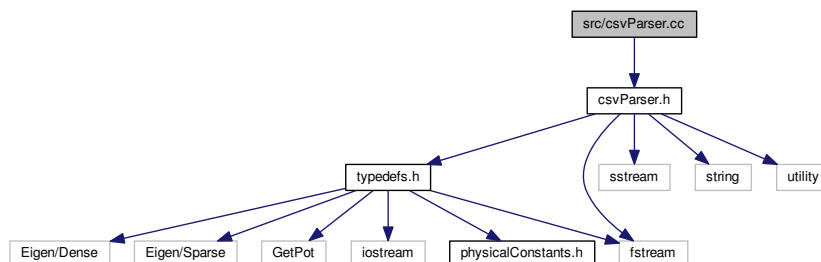 src/csvParser.cc
csvParser.h
typedefs.h
sstream
string
utility
Eigen/Dense
Eigen/Sparse
GetPot
iostream
physicalConstants.h
fstream